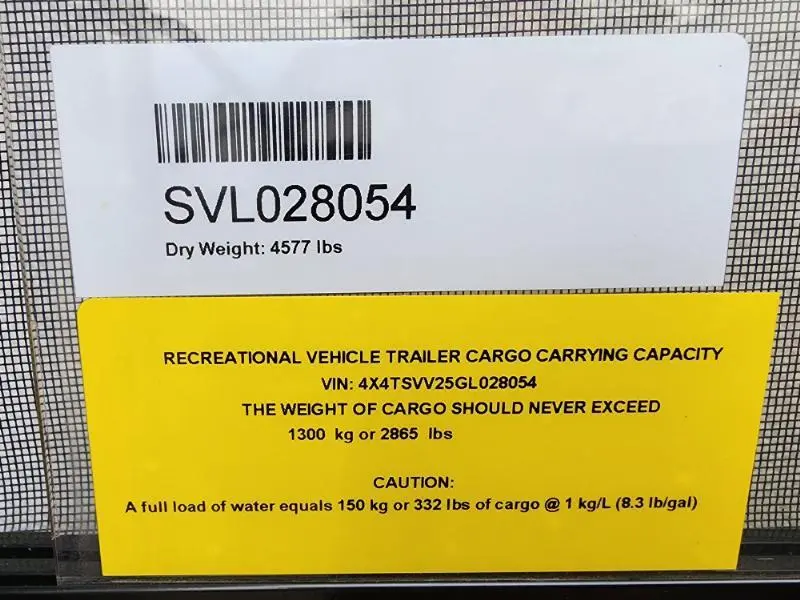 SVL028054
Dry Weight: 4577 lbs
RECREATIONAL VEHICLE TRAILER CARGO CARRYING CAPACITY
VIN: 4X4TSVV25GL028054
THE WEIGHT OF CARGO SHOULD NEVER EXCEED
1300 kg or 2865 lbs
CAUTION:
A full load of water equals 150 kg or 332 lbs of cargo @ 1 kg/L (8.3 lb/gal)